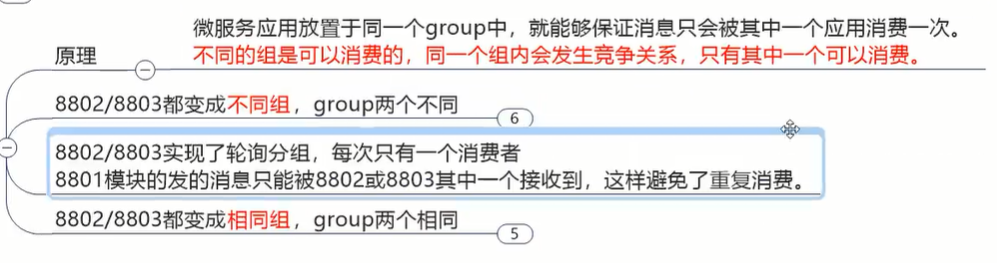 微服务应用放置于同一个group中，就能够保证消息只会被其中一个应用消费一次。
原理
不同的组是可以消费的，同一个组内会发生竞争关系，只有其中一个可以消费。
8802/8803都变成不同组，group两个不同
6
8802/8803实现了轮询分组，每次只有一个消费者
8801模块的发的消息只能被8802或8803其中一个接收到，这样避免了重复消费。
8802/8803都变成相同组，group两个相同
5